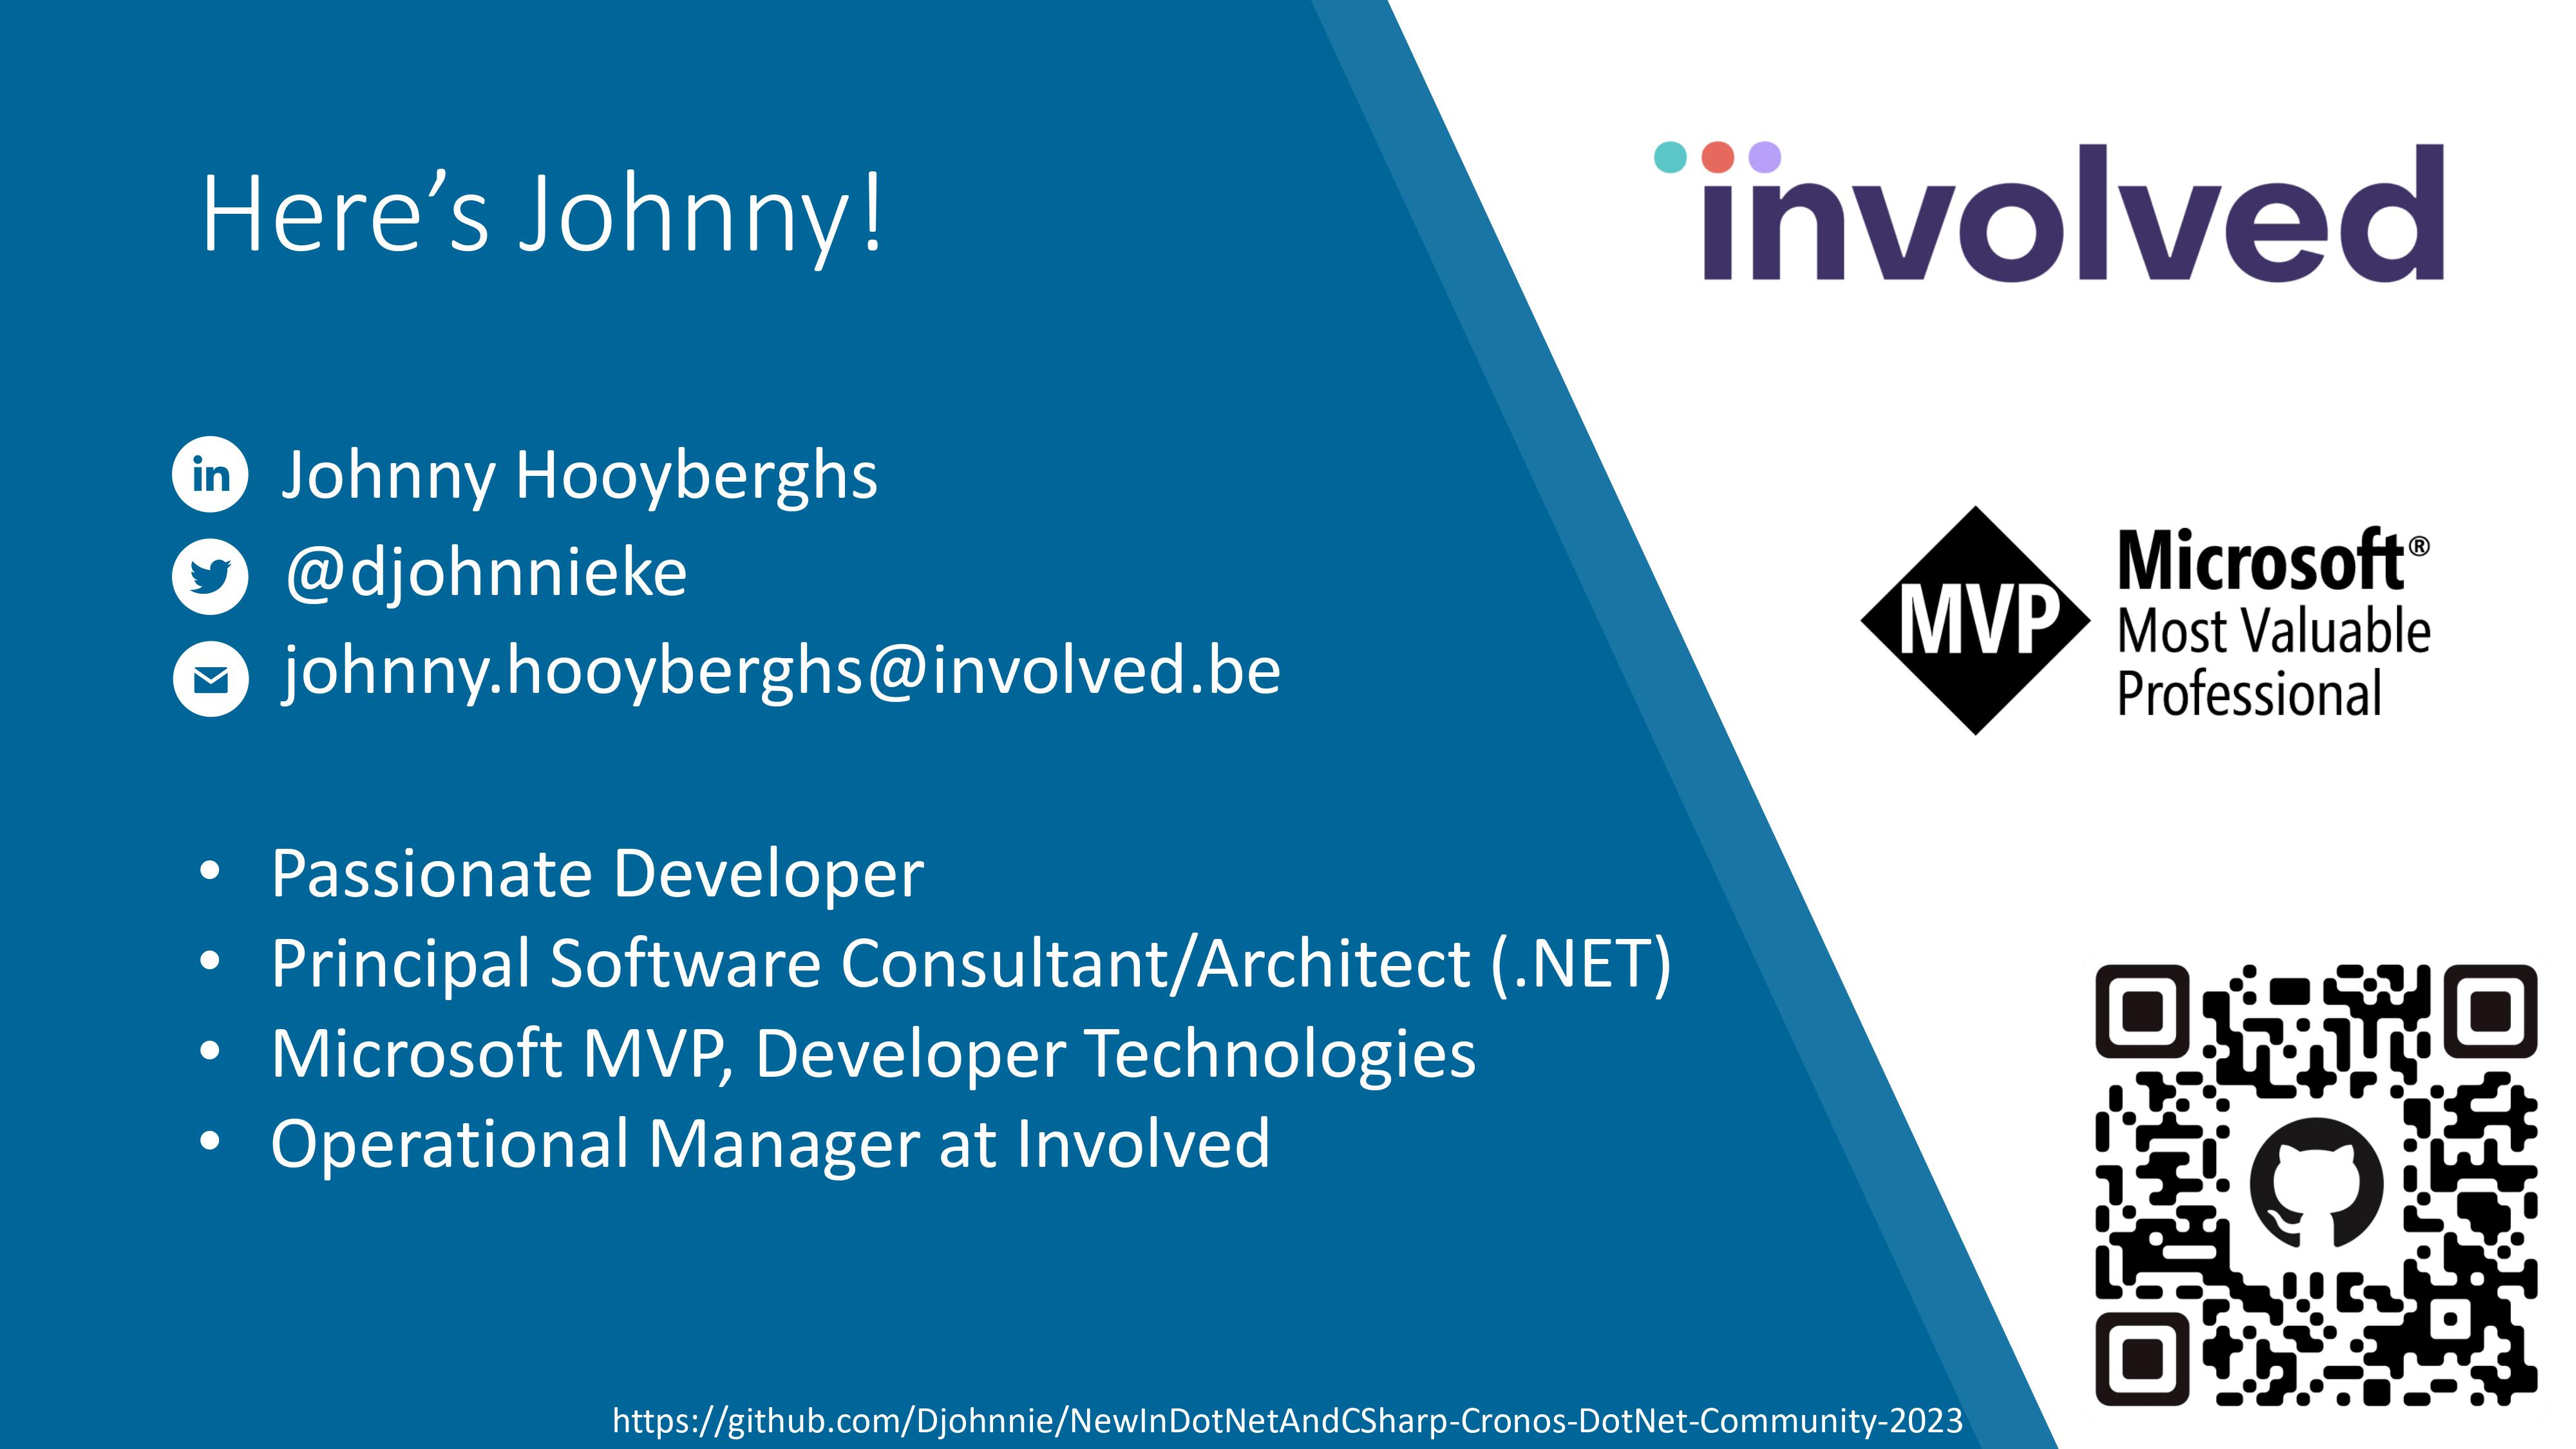 Here’s Johnny!
in Johnny Hooyberghs
@djohnnieke
johnny.hooyberghs@involved.be
• Passionate Developer
• Principal Software Consultant/Architect (.NET)
• Microsoft MVP, Developer Technologies
• Operational Manager at Involved
involved
MVP
Microsoft®
Most Valuable
Professional
https://github.com/Djohnnie/NewInDotNetAndCSharp-Cronos-DotNet-Community-2023